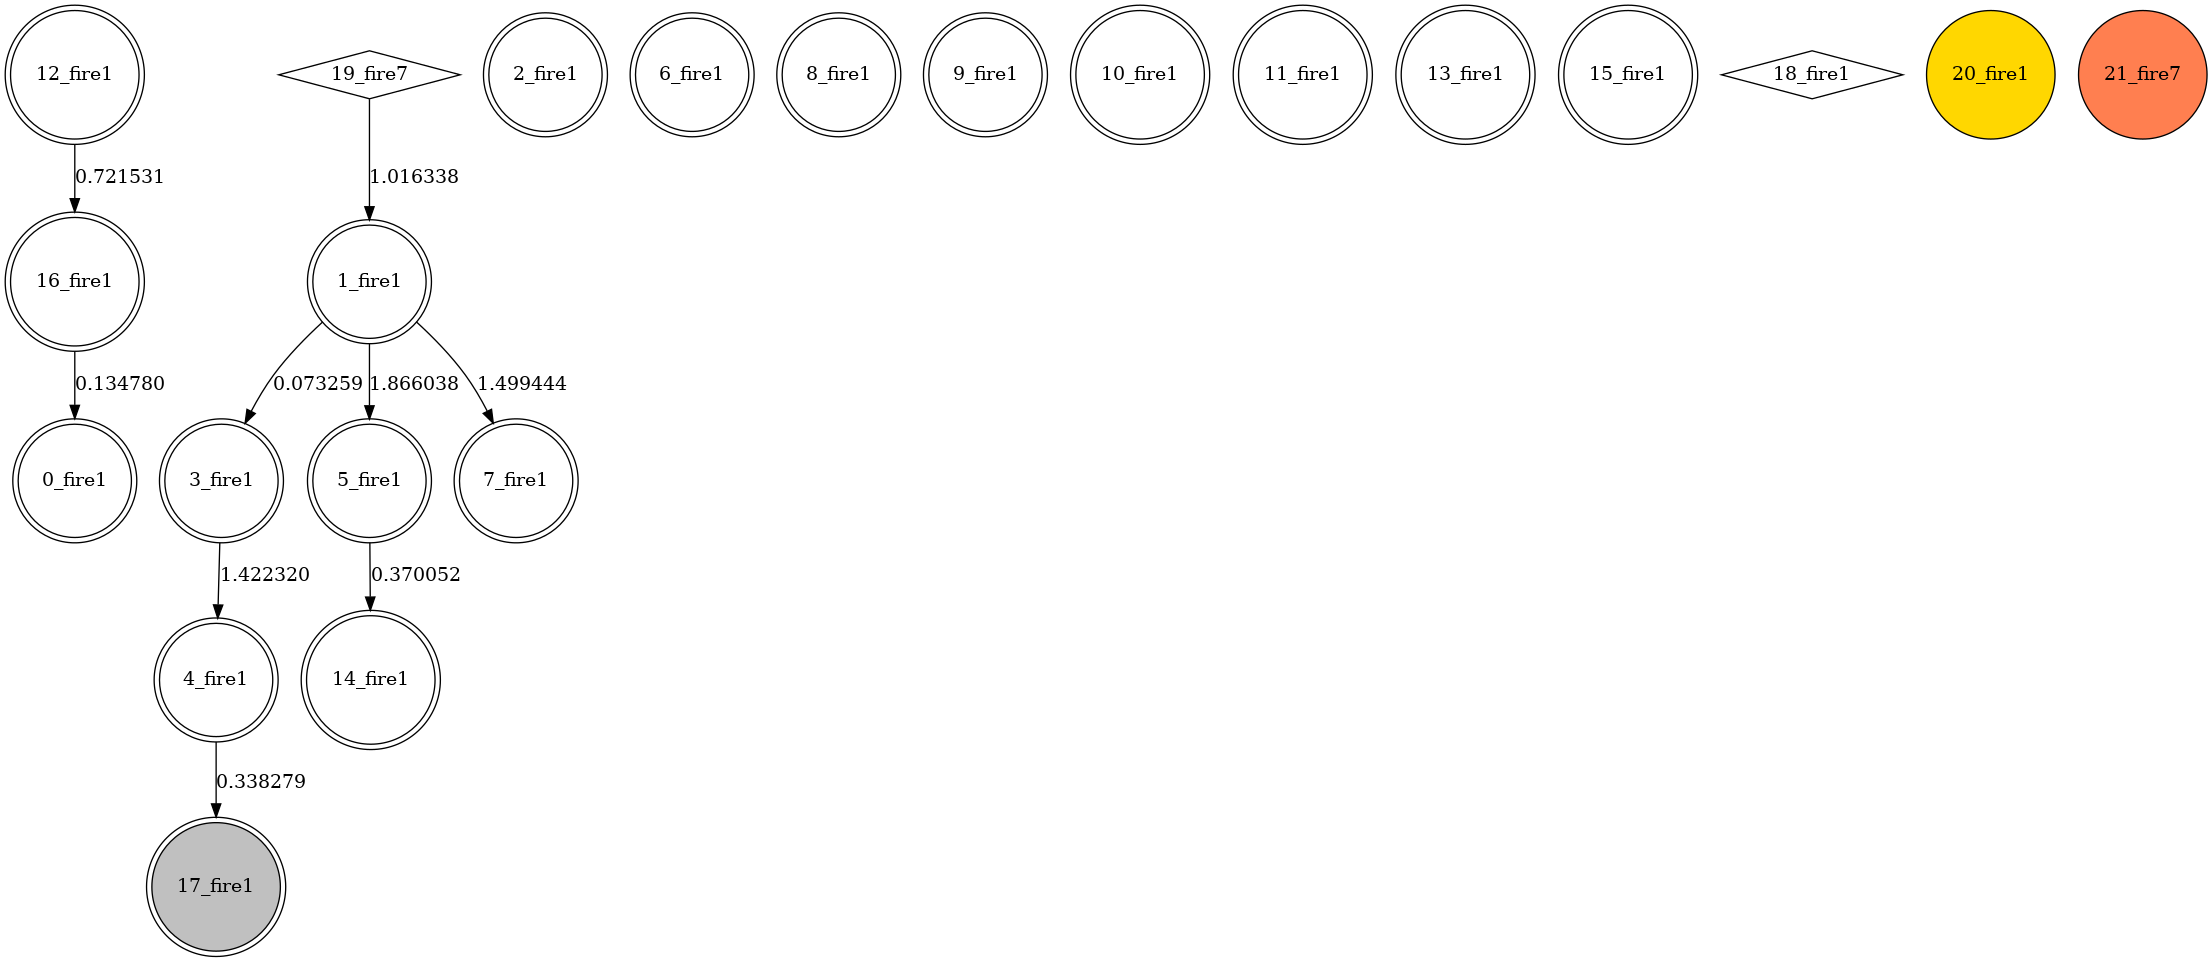 12_fire1
19_fire7
2_fire1
6_fire1
8_fire1
9_fire1
10_fire1
11_fire1
13_fire1
15_fire1
18_fire1
20_fire1
21_fire7
0.721531
1.016338
16_fire1
1_fire1
0.134780
0.073259
1.866038
1.499444
0_fire1
3_fire1
5_fire1
7_fire1
1.422320
0.370052
4_fire1
14_fire1
0.338279
17_fire1